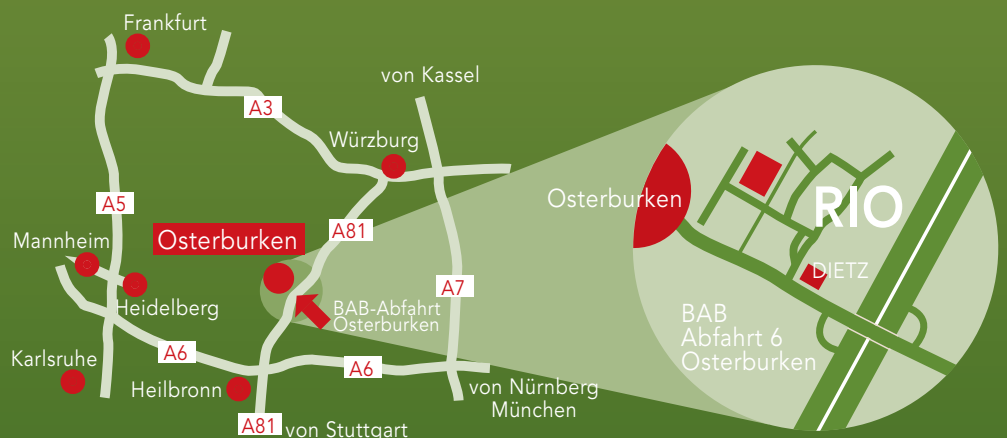 Frankfurt
von Kassel
A3
Würzburg
A5
A81
Mannheim
Osterburken
Heidelberg
BAB-Abfahrt
Osterburken
A7
A6
Karlsruhe
Heilbronn
A6
von Nürnberg
München
A81
von Stuttgart
Osterburken
RIO
DIETZ
BAB
Abfahrt 6
Osterburken